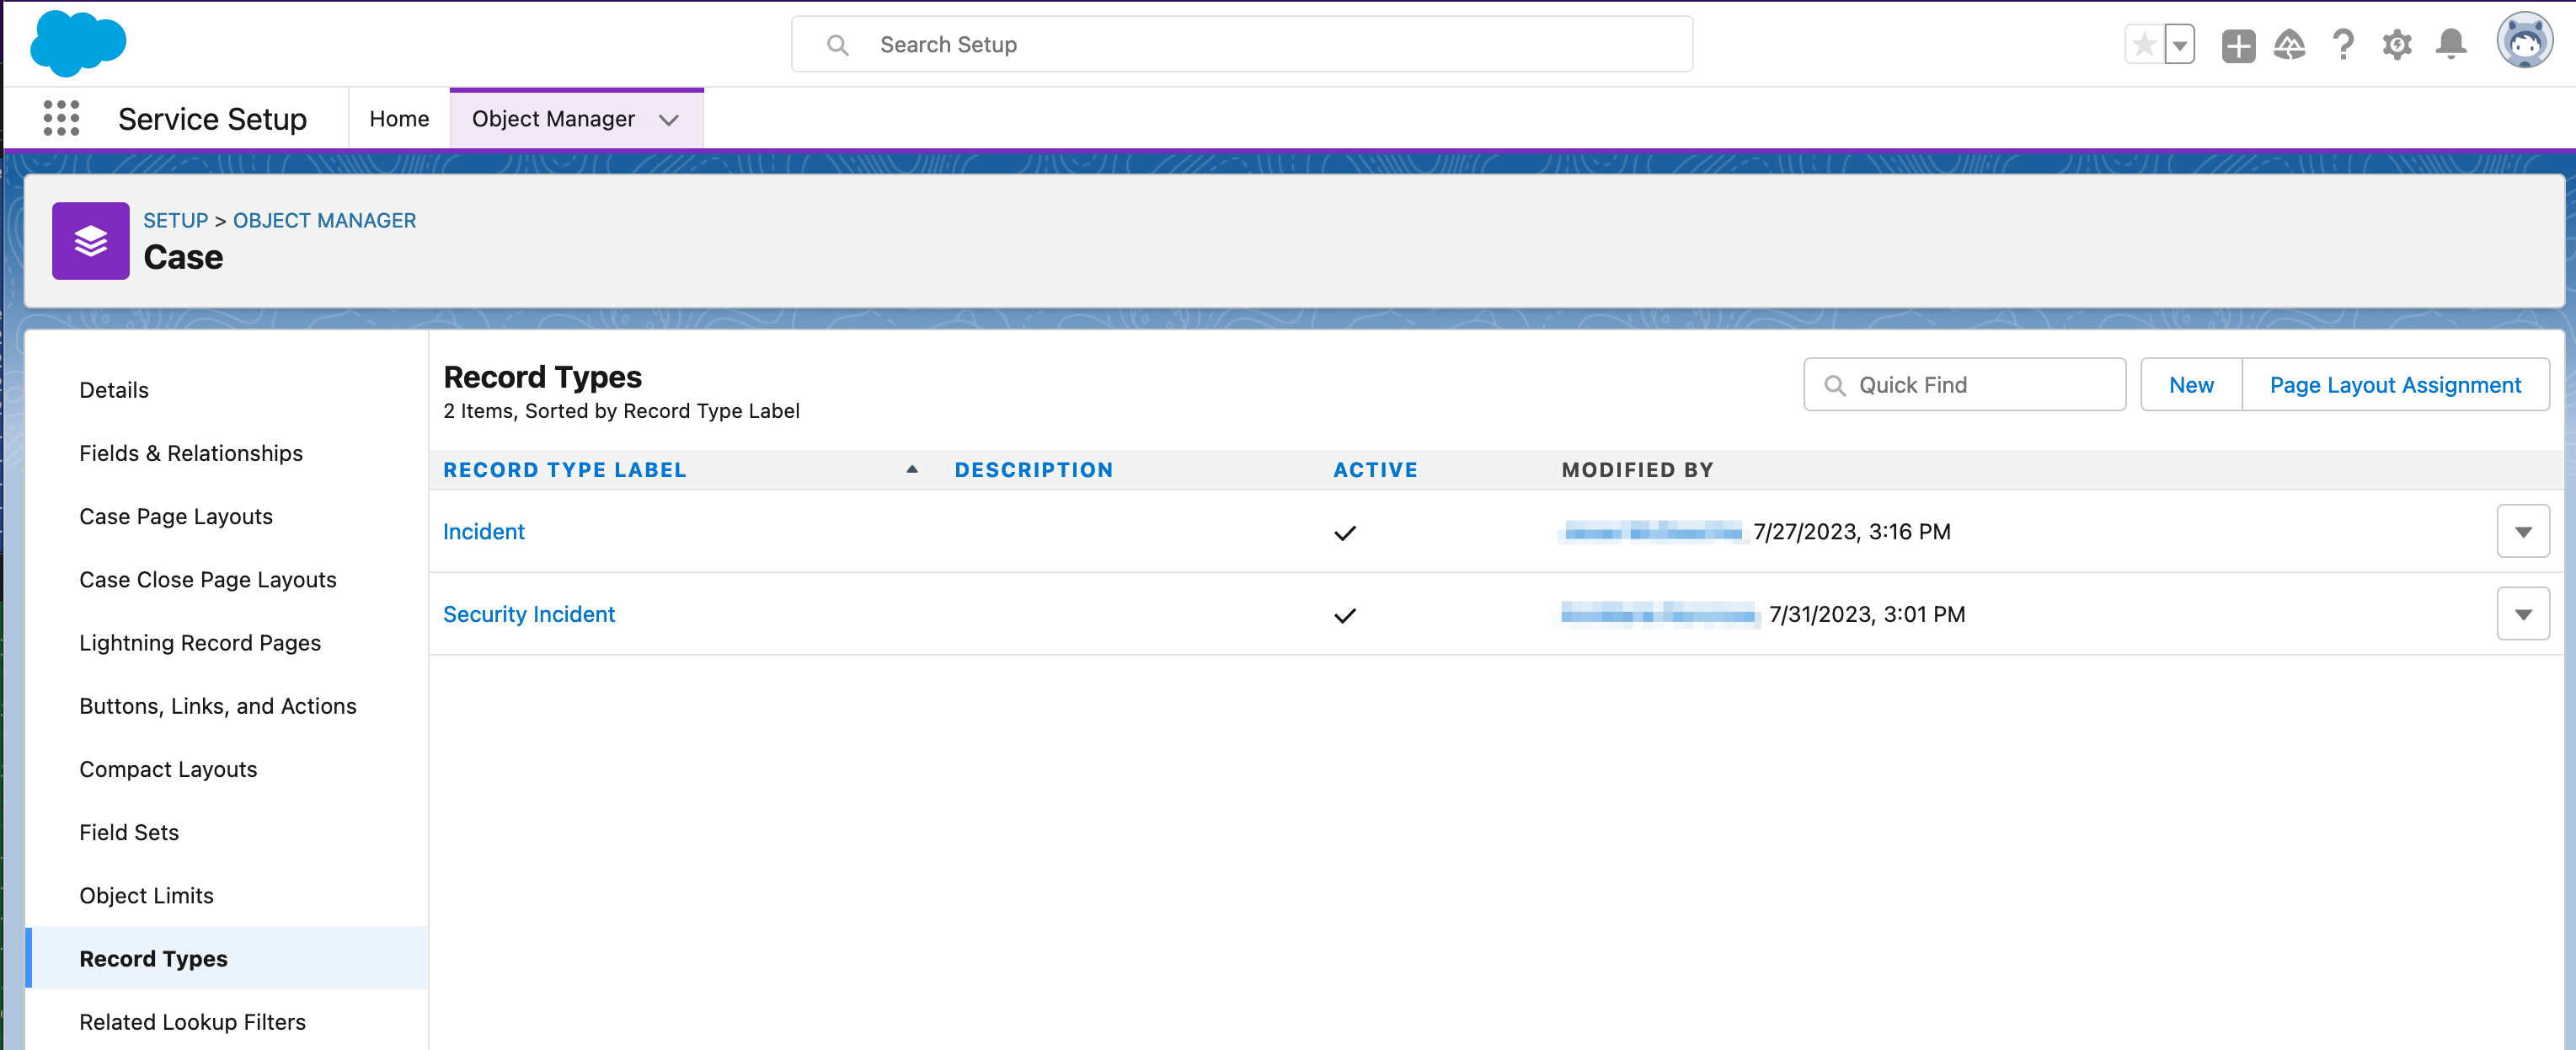 Search Setup
Service Setup
Home
Object Manager
SETUP > OBJECT MANAGER
Case
Details
Fields & Relationships
Case Page Layouts
Case Close Page Layouts
Lightning Record Pages
Buttons, Links, and Actions
Compact Layouts
Field Sets
Object Limits
Record Types
Related Lookup Filters
Record Types
2 Items, Sorted by Record Type Label
Quick Find
New
Page Layout Assignment
RECORD TYPE LABEL DESCRIPTION ACTIVE MODIFIED BY
Incident 7/27/2023, 3:16 PM
Security Incident 7/31/2023, 3:01 PM